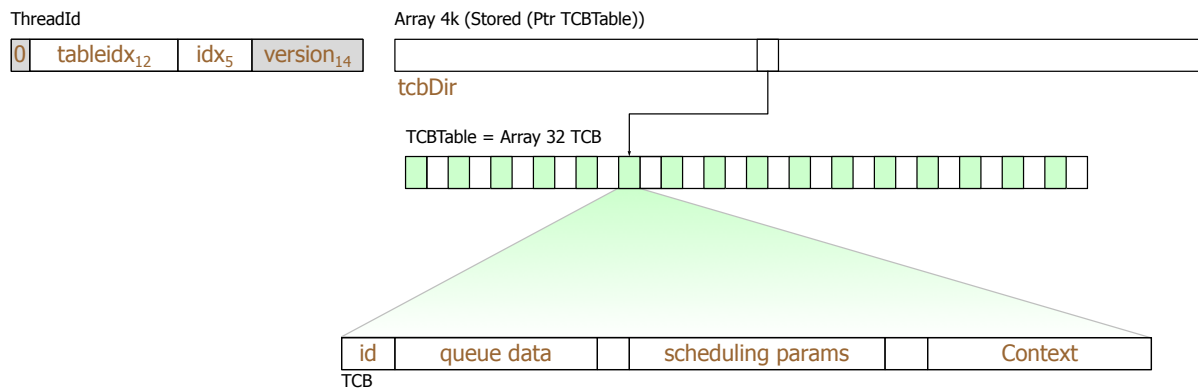 ThreadId
Array 4k (Stored (Ptr TCBTable))
0 tableidx₁₂ idx₅ version₁₄
tcbDir
TCBTable = Array 32 TCB
id queue data scheduling params Context
TCB